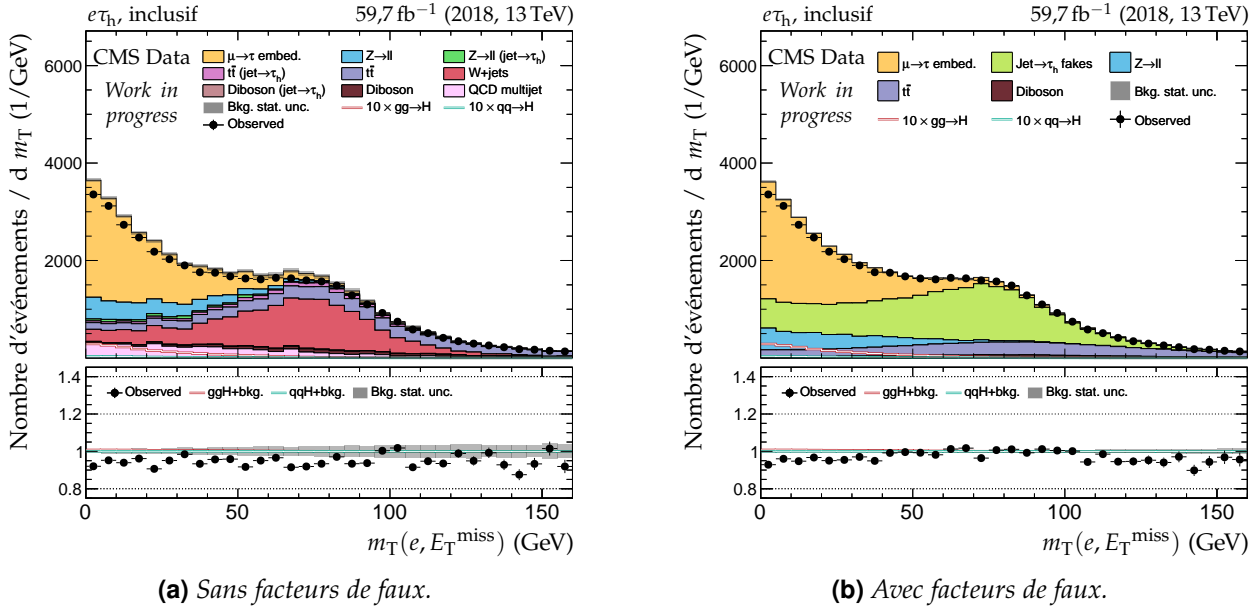 eτh, inclusif 59,7 fb⁻¹ (2018, 13 TeV)
CMS Data
Work in
progress
μ→τ embed. Z→ll Z→ll (jet→τh)
tt̄ (jet→τh) tt̄ W+jets
Diboson (jet→τh) Diboson QCD multijet
Bkg. stat. unc. 10 × gg→H 10 × qq→H
Observed
Nombre d'événements / d mT (1/GeV)
6000
4000
2000
Observed ggH+bkg. qqH+bkg. Bkg. stat. unc.
1.4
1.2
1
0.8
0 50 100 150
mT(e, ETmiss) (GeV)
(a) Sans facteurs de faux.
eτh, inclusif 59,7 fb⁻¹ (2018, 13 TeV)
CMS Data
Work in
progress
μ→τ embed. Jet→τh fakes Z→ll
tt̄ Diboson Bkg. stat. unc.
10 × gg→H 10 × qq→H Observed
Nombre d'événements / d mT (1/GeV)
6000
4000
2000
Observed ggH+bkg. qqH+bkg. Bkg. stat. unc.
1.4
1.2
1
0.8
0 50 100 150
mT(e, ETmiss) (GeV)
(b) Avec facteurs de faux.